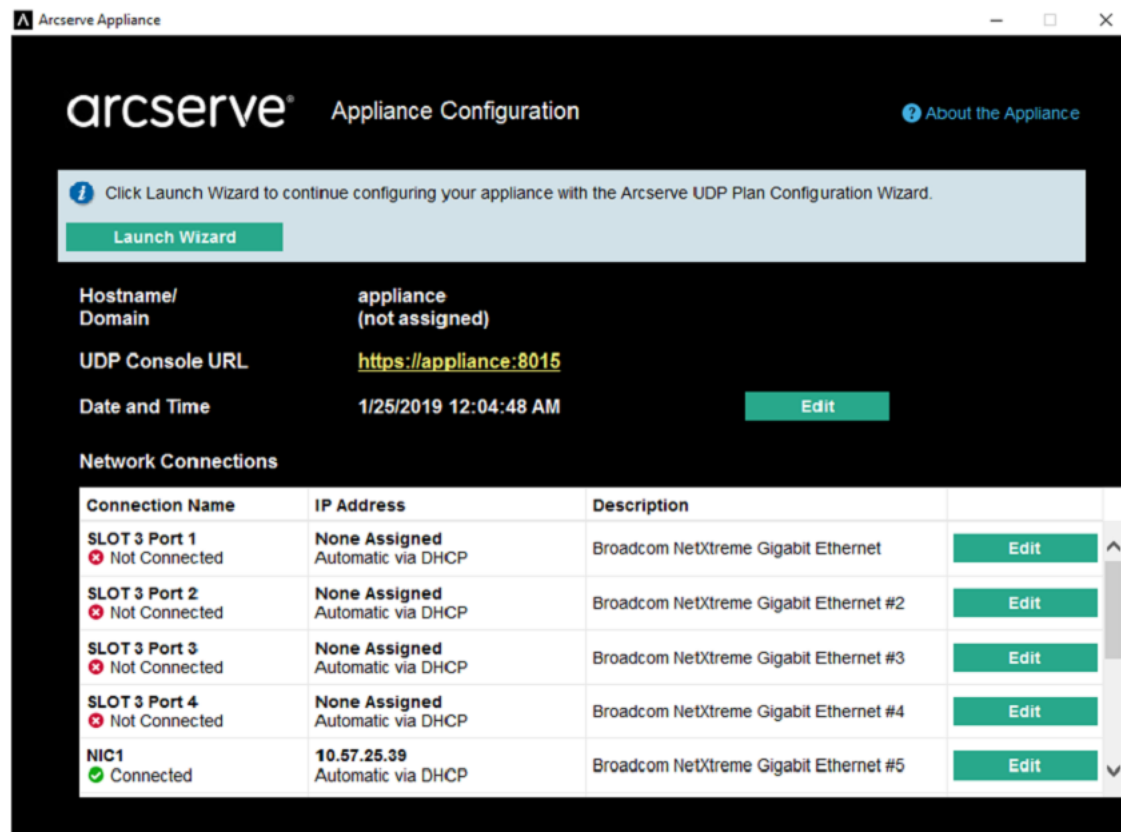 Arcserve Appliance
arcserve® Appliance Configuration
About the Appliance
Click Launch Wizard to continue configuring your appliance with the Arcserve UDP Plan Configuration Wizard.
Launch Wizard
Hostname/ appliance
Domain (not assigned)
UDP Console URL https://appliance:8015
Date and Time 1/25/2019 12:04:48 AM Edit
Network Connections
Connection Name IP Address Description
SLOT 3 Port 1 None Assigned
Not Connected Automatic via DHCP Broadcom NetXtreme Gigabit Ethernet Edit
SLOT 3 Port 2 None Assigned
Not Connected Automatic via DHCP Broadcom NetXtreme Gigabit Ethernet #2 Edit
SLOT 3 Port 3 None Assigned
Not Connected Automatic via DHCP Broadcom NetXtreme Gigabit Ethernet #3 Edit
SLOT 3 Port 4 None Assigned
Not Connected Automatic via DHCP Broadcom NetXtreme Gigabit Ethernet #4 Edit
NIC1 10.57.25.39
Connected Automatic via DHCP Broadcom NetXtreme Gigabit Ethernet #5 Edit